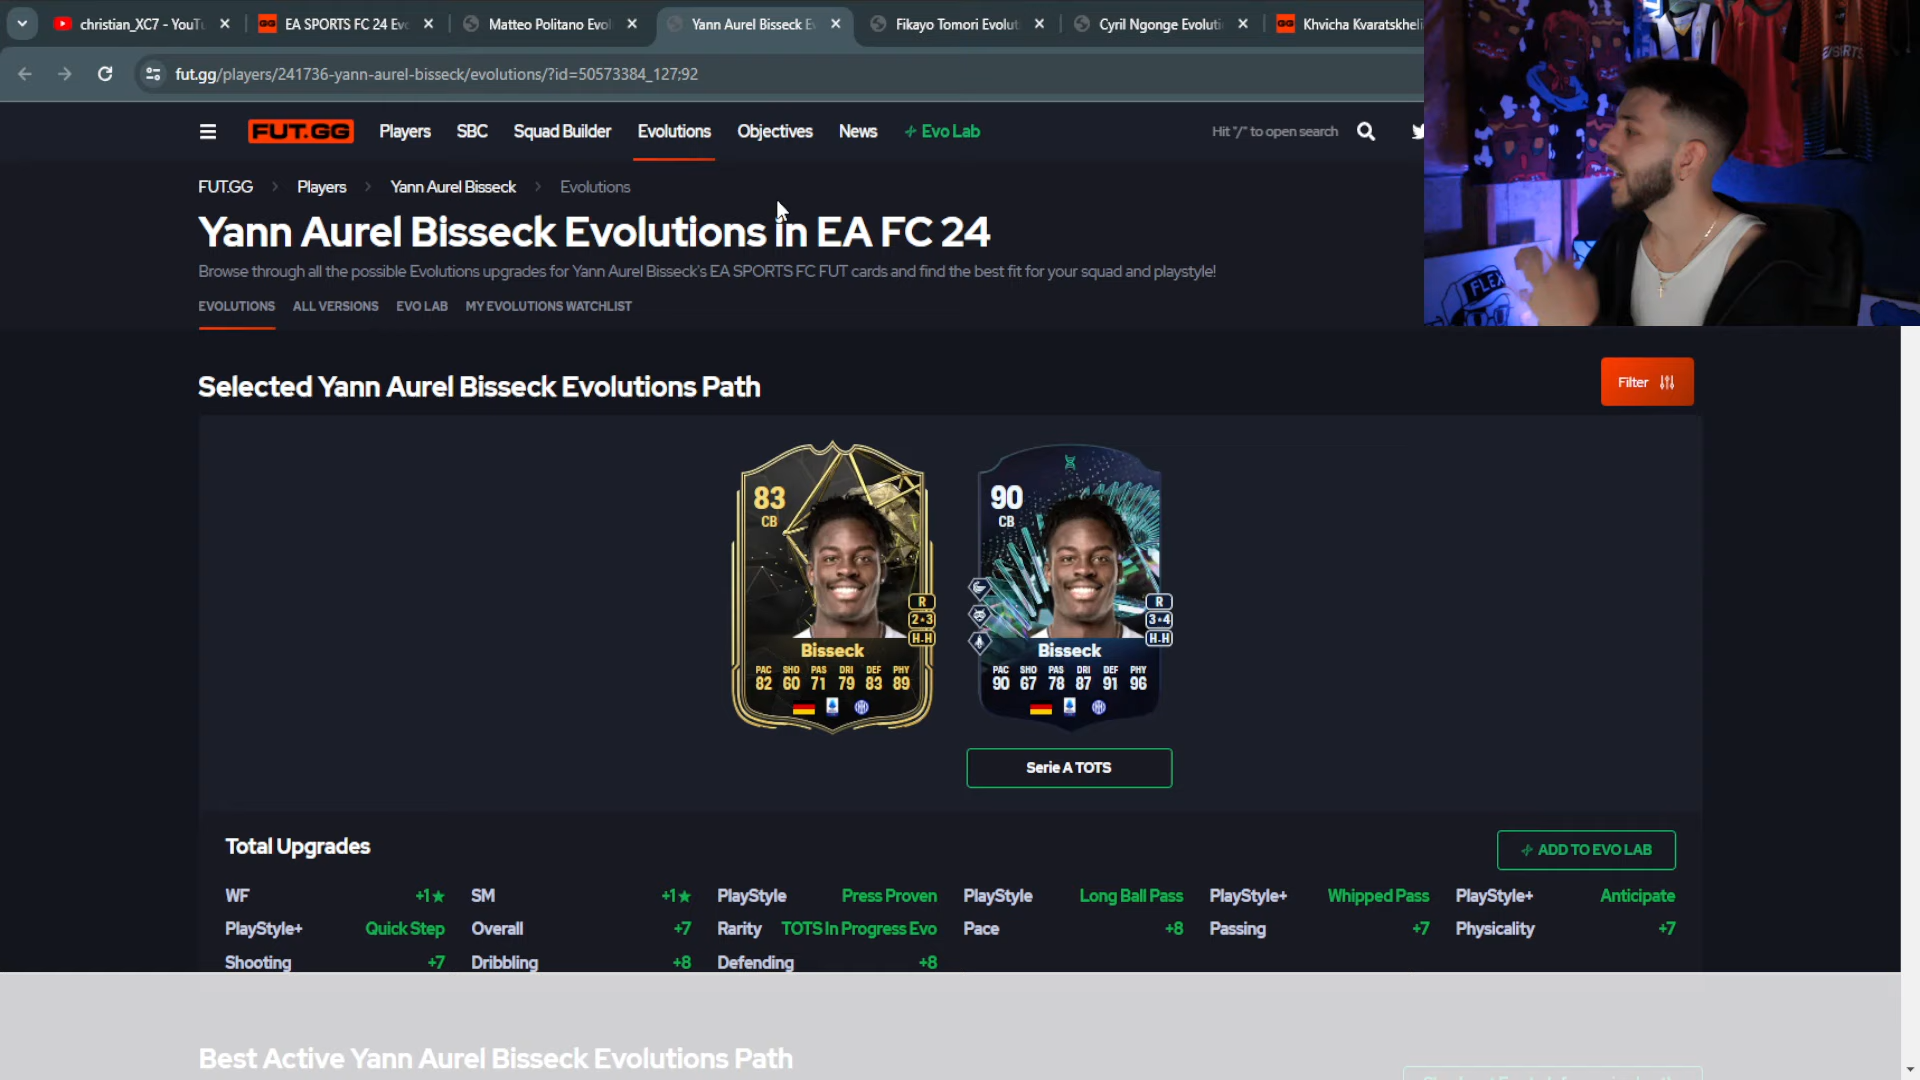 christian_XC7 - YouTu
EA SPORTS FC 24 Evo
Matteo Politano Evol
Yann Aurel Bisseck E
Fikayo Tomori Evoluti
Cyril Ngonge Evoluti
Khvicha Kvaratskheli
fut.gg/players/241736-yann-aurel-bisseck/evolutions/?id=50573384_127;92
FUT.GG Players SBC Squad Builder Evolutions Objectives News Evo Lab
Hit "/" to open search
FUT.GG > Players > Yann Aurel Bisseck > Evolutions
Yann Aurel Bisseck Evolutions in EA FC 24
Browse through all the possible Evolutions upgrades for Yann Aurel Bisseck's EA SPORTS FC FUT cards and find the best fit for your squad and playstyle!
EVOLUTIONS ALL VERSIONS EVO LAB MY EVOLUTIONS WATCHLIST
FLEX
Selected Yann Aurel Bisseck Evolutions Path
Filter
83
CB
R
2★3
H-H
Bisseck
PAC SHO PAS DRI DEF PHY
82 60 71 79 83 89
90
CB
R
3★4
H-H
Bisseck
PAC SHO PAS DRI DEF PHY
90 67 78 87 91 96
Serie A TOTS
Total Upgrades
ADD TO EVO LAB
WF +1★ SM +1★ PlayStyle Press Proven PlayStyle Long Ball Pass PlayStyle+ Whipped Pass PlayStyle+ Anticipate
PlayStyle+ Quick Step Overall +7 Rarity TOTS In Progress Evo Pace +8 Passing +7 Physicality +7
Shooting +7 Dribbling +8 Defending +8
Best Active Yann Aurel Bisseck Evolutions Path